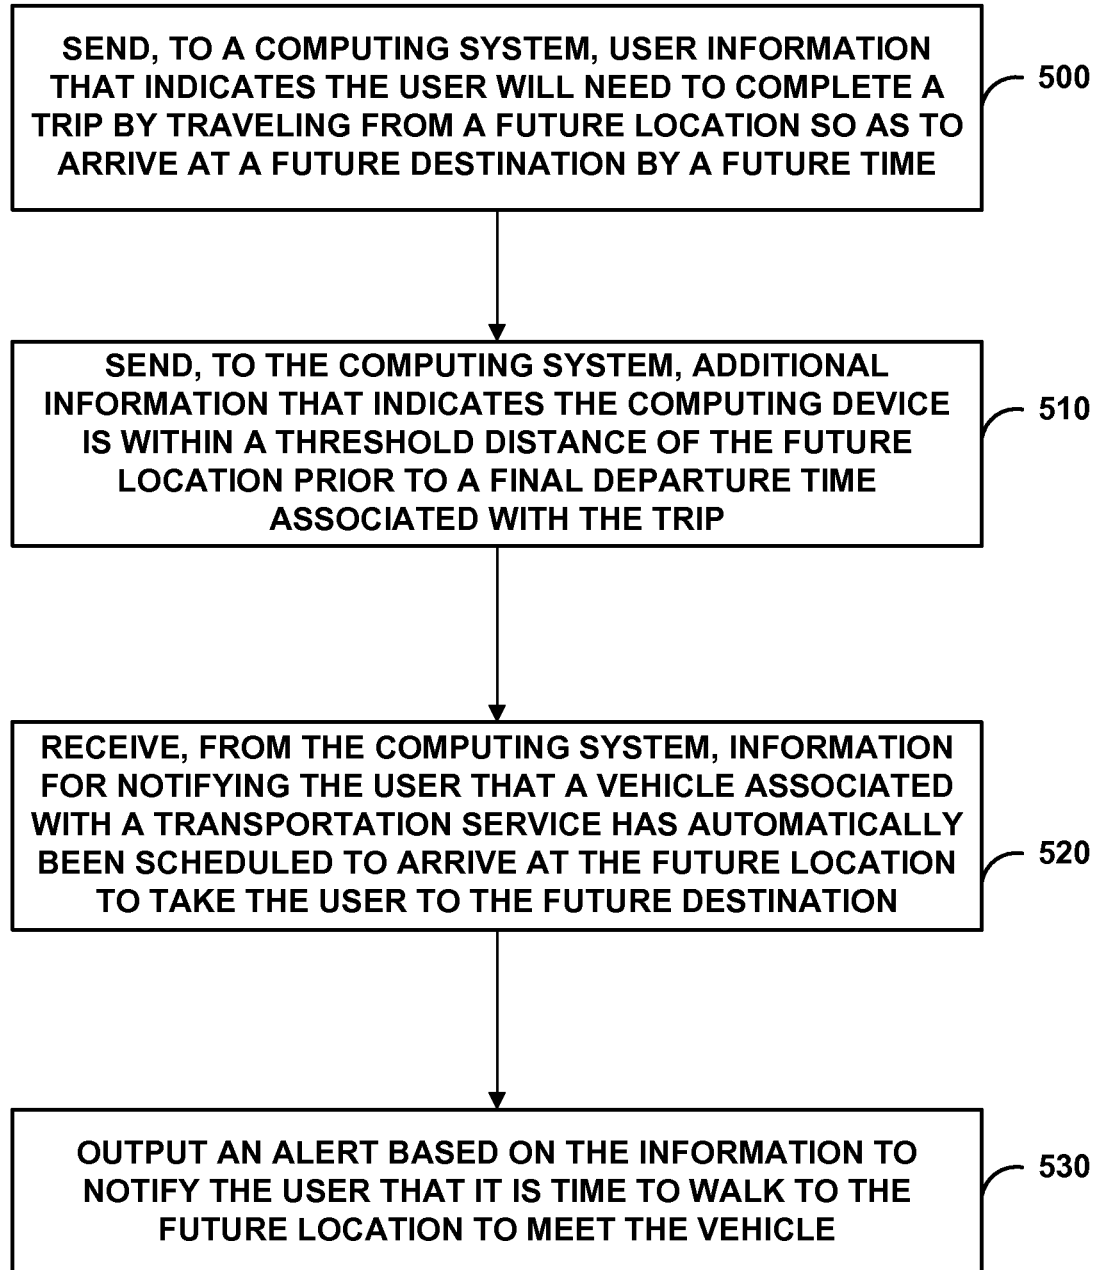 SEND, TO A COMPUTING SYSTEM, USER INFORMATION
THAT INDICATES THE USER WILL NEED TO COMPLETE A
TRIP BY TRAVELING FROM A FUTURE LOCATION SO AS TO
ARRIVE AT A FUTURE DESTINATION BY A FUTURE TIME
500
SEND, TO THE COMPUTING SYSTEM, ADDITIONAL
INFORMATION THAT INDICATES THE COMPUTING DEVICE
IS WITHIN A THRESHOLD DISTANCE OF THE FUTURE
LOCATION PRIOR TO A FINAL DEPARTURE TIME
ASSOCIATED WITH THE TRIP
510
RECEIVE, FROM THE COMPUTING SYSTEM, INFORMATION
FOR NOTIFYING THE USER THAT A VEHICLE ASSOCIATED
WITH A TRANSPORTATION SERVICE HAS AUTOMATICALLY
BEEN SCHEDULED TO ARRIVE AT THE FUTURE LOCATION
TO TAKE THE USER TO THE FUTURE DESTINATION
520
OUTPUT AN ALERT BASED ON THE INFORMATION TO
NOTIFY THE USER THAT IT IS TIME TO WALK TO THE
FUTURE LOCATION TO MEET THE VEHICLE
530